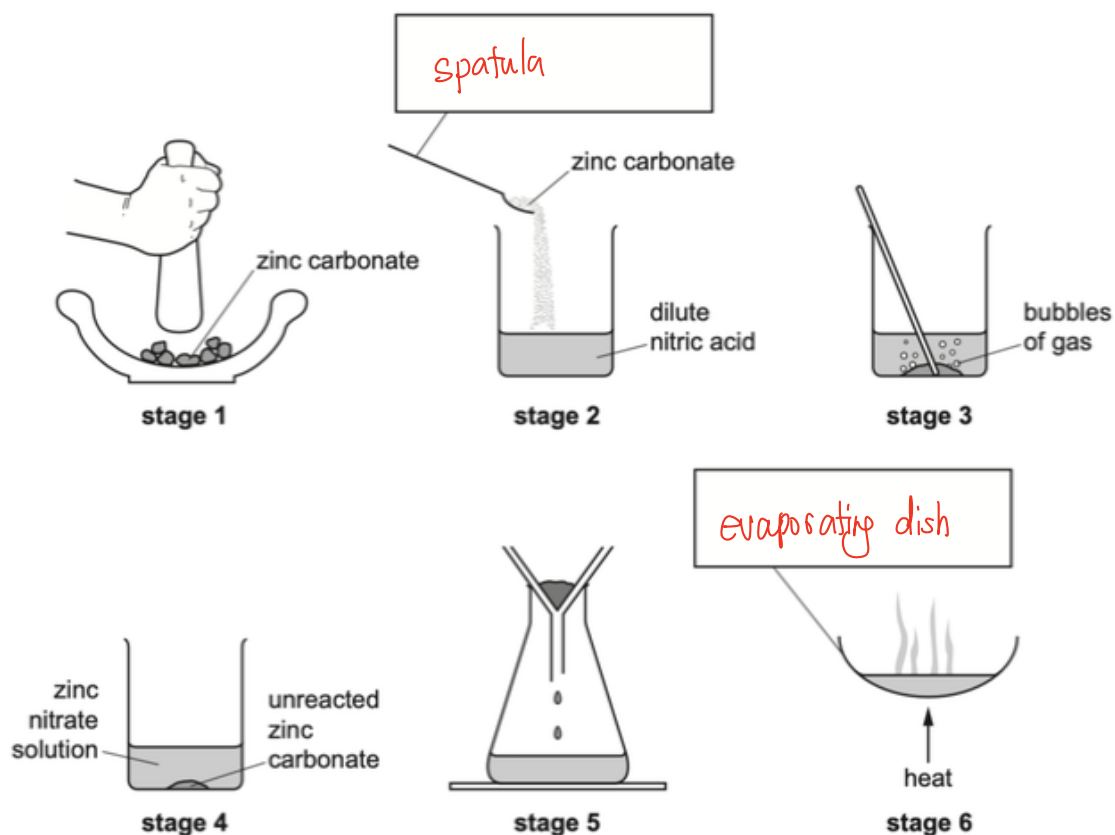 spatula
zinc carbonate
zinc carbonate
dilute
nitric acid
bubbles
of gas
stage 1
stage 2
stage 3
evaporating dish
zinc
nitrate
solution
unreacted
zinc
carbonate
heat
stage 4
stage 5
stage 6